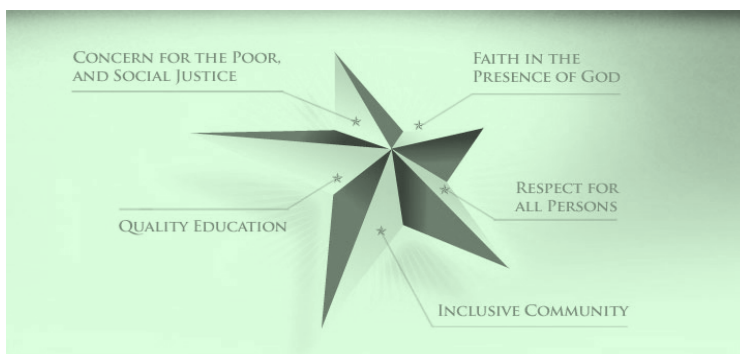 Concern for the Poor,
and Social Justice
Faith in the
Presence of God
Respect for
all Persons
Quality Education
Inclusive Community